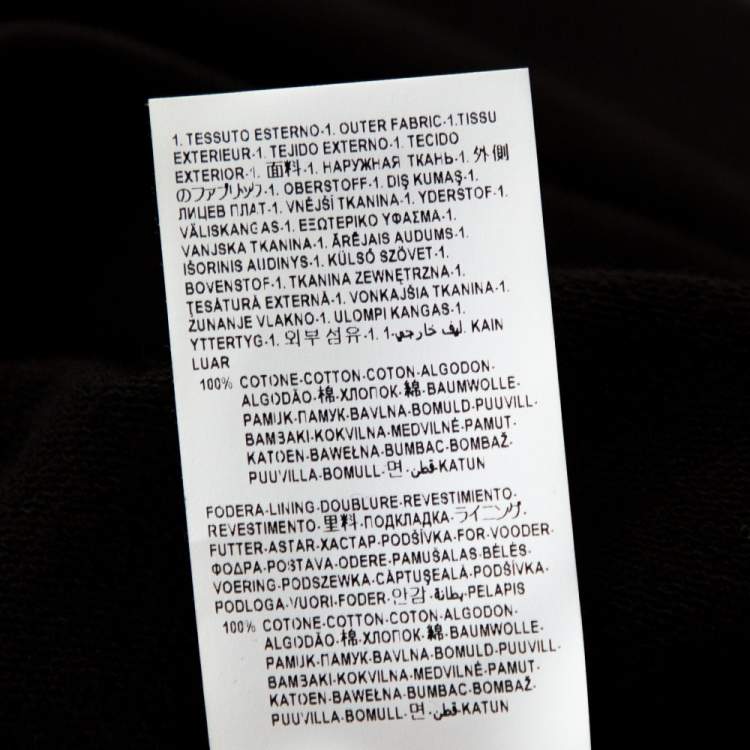 1. TESSUTO ESTERNO-1. OUTER FABRIC-1.TISSU
EXTERIEUR-1. TEJIDO EXTERNO-1. TECIDO
EXTERIOR-1. 面料-1. НАРУЖНАЯ ТКАНЬ-1. 外側
のファブリック-1. OBERSTOFF-1. DIŞ KUMAŞ-1.
ЛИЦЕВ ПЛАТ-1. VNĚJŠÍ TKANINA-1. YDERSTOF-1.
VÄLISKANGAS-1. ΕΞΩΤΕΡΙΚΟ ΥΦΑΣΜΑ-1.
VANJSKA TKANINA-1. ĀRĒJAIS AUDUMS-1.
IŠORINIS AUDINYS-1. KÜLSŐ SZÖVET-1.
BOVENSTOF-1. TKANINA ZEWNĘTRZNA-1.
ŢESĂTURĂ EXTERNĂ-1. VONKAJŠIA TKANINA-1.
ZUNANJE VLAKNO-1. ULOMPI KANGAS-1.
YTTERTYG-1. 외부 섬유-1. ليف خارجي-1. 1. KAIN
LUAR
100% COTONE-COTTON-COTON-ALGODON-
ALGODÃO-棉-ХЛОПОК-綿-BAUMWOLLE-
PAMUK-ПАМУК-BAVLNA-BOMULD-PUUVILL-
ΒΑΜΒΑΚΙ-KOKVILNA-MEDVILNĖ-PAMUT-
KATOEN-BAWEŁNA-BUMBAC-BOMBAŽ-
PUUVILLA-BOMULL-면-قطن-KATUN
FODERA-LINING-DOUBLURE-REVESTIMIENTO-
REVESTIMENTO-里料-ПОДКЛАДКА-ライニング-
FUTTER-ASTAR-ХАСТАР-PODŠÍVKA-FOR-VOODER-
ΦΟΔΡΑ-POSTAVA-ODERE-PAMUŠALAS-BÉLÉS-
VOERING-PODSZEWKA-CĂPTUŞEALĂ-PODŠÍVKA-
PODLOGA-VUORI-FODER-안감-بطانة-PELAPIS
100% COTONE-COTTON-COTON-ALGODON-
ALGODÃO-棉-ХЛОПОК-綿-BAUMWOLLE-
PAMUK-ПАМУК-BAVLNA-BOMULD-PUUVILL-
ΒΑΜΒΑΚΙ-KOKVILNA-MEDVILNĖ-PAMUT-
KATOEN-BAWEŁNA-BUMBAC-BOMBAŽ-
PUUVILLA-BOMULL-면-قطن-KATUN